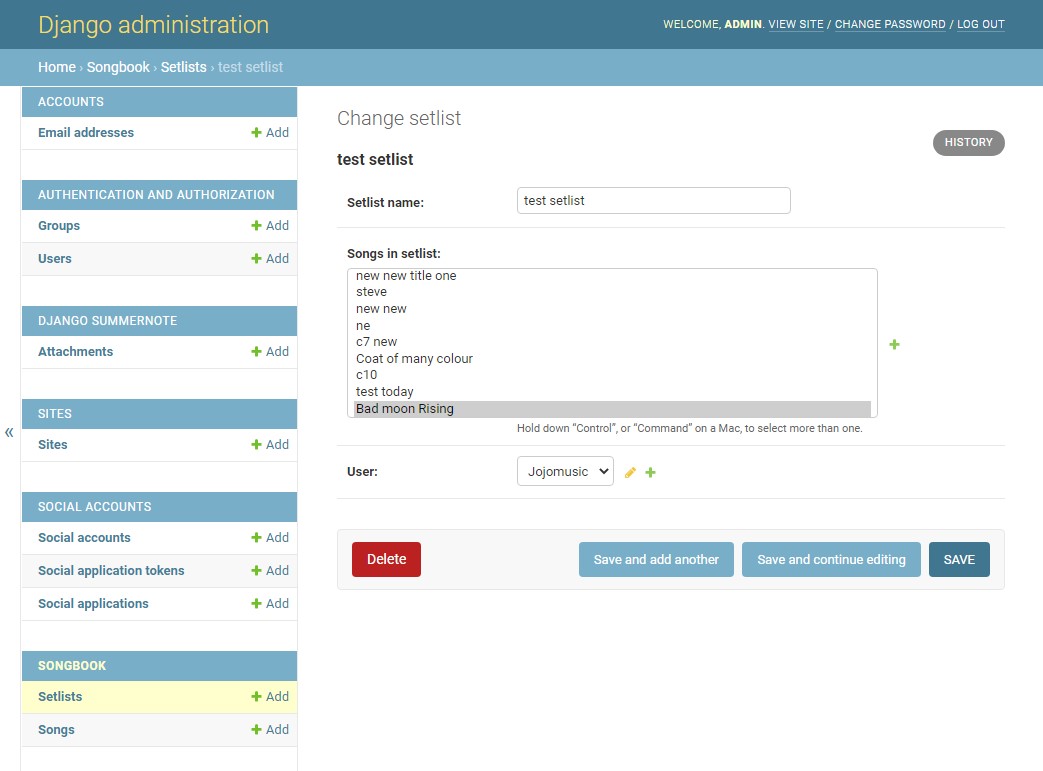 Django administration
WELCOME, ADMIN. VIEW SITE / CHANGE PASSWORD / LOG OUT
Home › Songbook › Setlists › test setlist
«
ACCOUNTS
Email addresses + Add
AUTHENTICATION AND AUTHORIZATION
Groups + Add
Users + Add
DJANGO SUMMERNOTE
Attachments + Add
SITES
Sites + Add
SOCIAL ACCOUNTS
Social accounts + Add
Social application tokens + Add
Social applications + Add
SONGBOOK
Setlists + Add
Songs + Add
Change setlist
HISTORY
test setlist
Setlist name: test setlist
Songs in setlist:
new new title one
steve
new new
ne
c7 new
Coat of many colour
c10
test today
Bad moon Rising
Hold down “Control”, or “Command” on a Mac, to select more than one.
User: Jojomusic
Delete Save and add another Save and continue editing SAVE